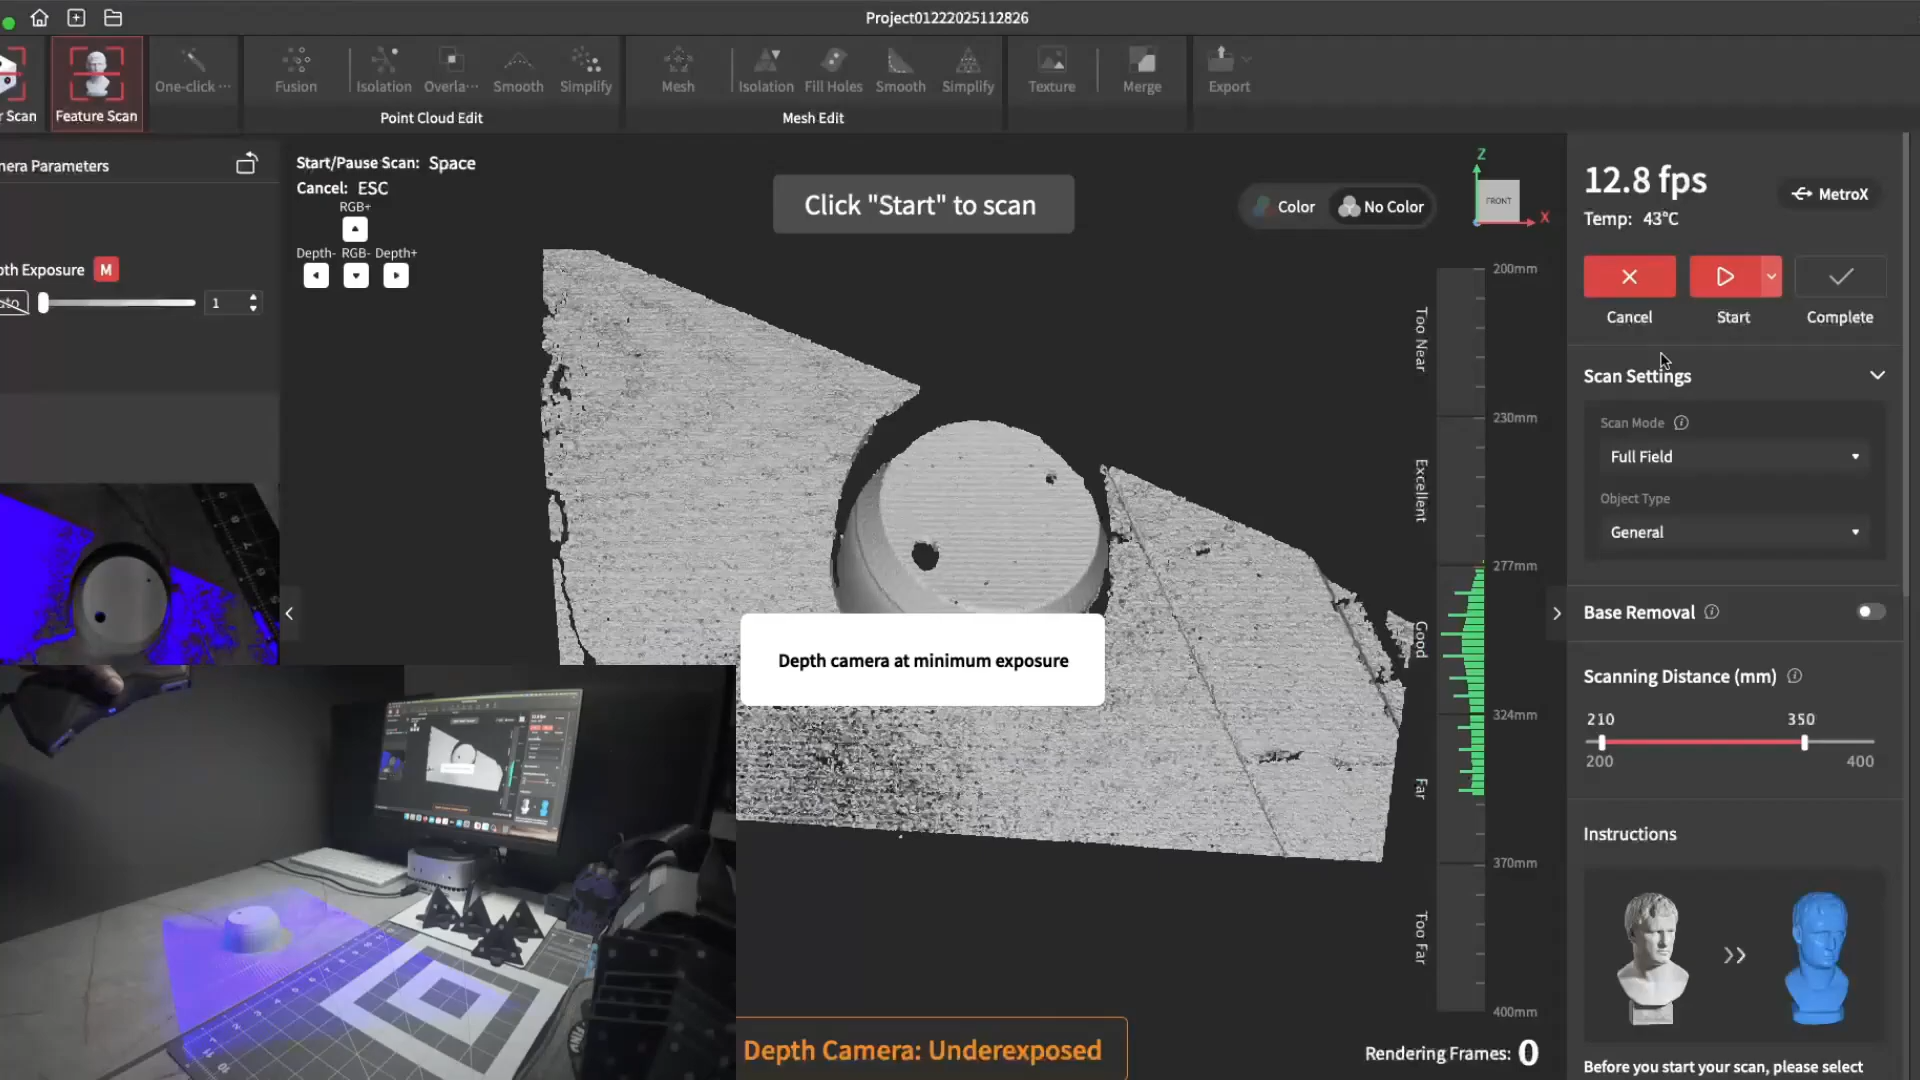 Project01222025112826
r Scan
Feature Scan
One-click ···
Fusion
Isolation
Overla···
Smooth
Simplify
Point Cloud Edit
Mesh
Isolation
Fill Holes
Smooth
Simplify
Mesh Edit
Texture
Merge
Export
nera Parameters
pth Exposure M
uto
1
Start/Pause Scan: Space
Cancel: ESC
RGB+
Depth- RGB- Depth+
Click "Start" to scan
Color
No Color
Z
FRONT
X
200mm
Too Near
230mm
Excellent
277mm
Good
324mm
Far
370mm
Too Far
400mm
Depth camera at minimum exposure
Depth Camera: Underexposed
Rendering Frames: 0
12.8 fps
MetroX
Temp: 43°C
Cancel
Start
Complete
Scan Settings
Scan Mode
Full Field
Object Type
General
Base Removal
Scanning Distance (mm)
210 350
200 400
Instructions
Before you start your scan, please select